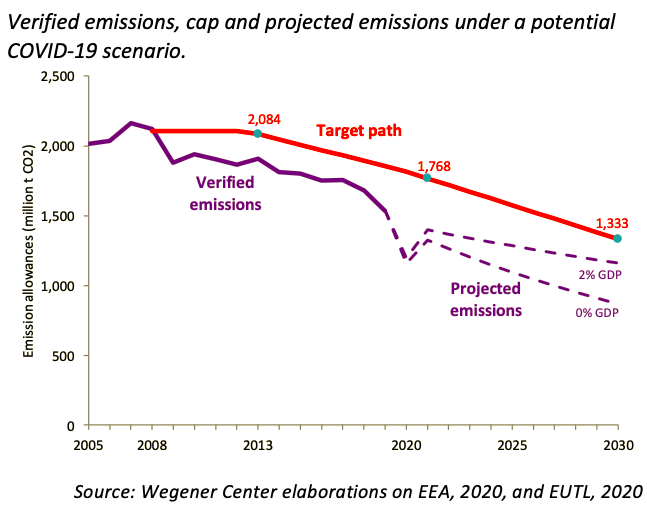 Verified emissions, cap and projected emissions under a potential
COVID-19 scenario.
2,500
2,084
Target path
2,000
1,768
Verified
emissions
1,500
1,333
2% GDP
Projected
emissions
1,000
0% GDP
500
0
Emission allowances (million t CO2)
2005 2008 2013 2020 2025 2030
Source: Wegener Center elaborations on EEA, 2020, and EUTL, 2020